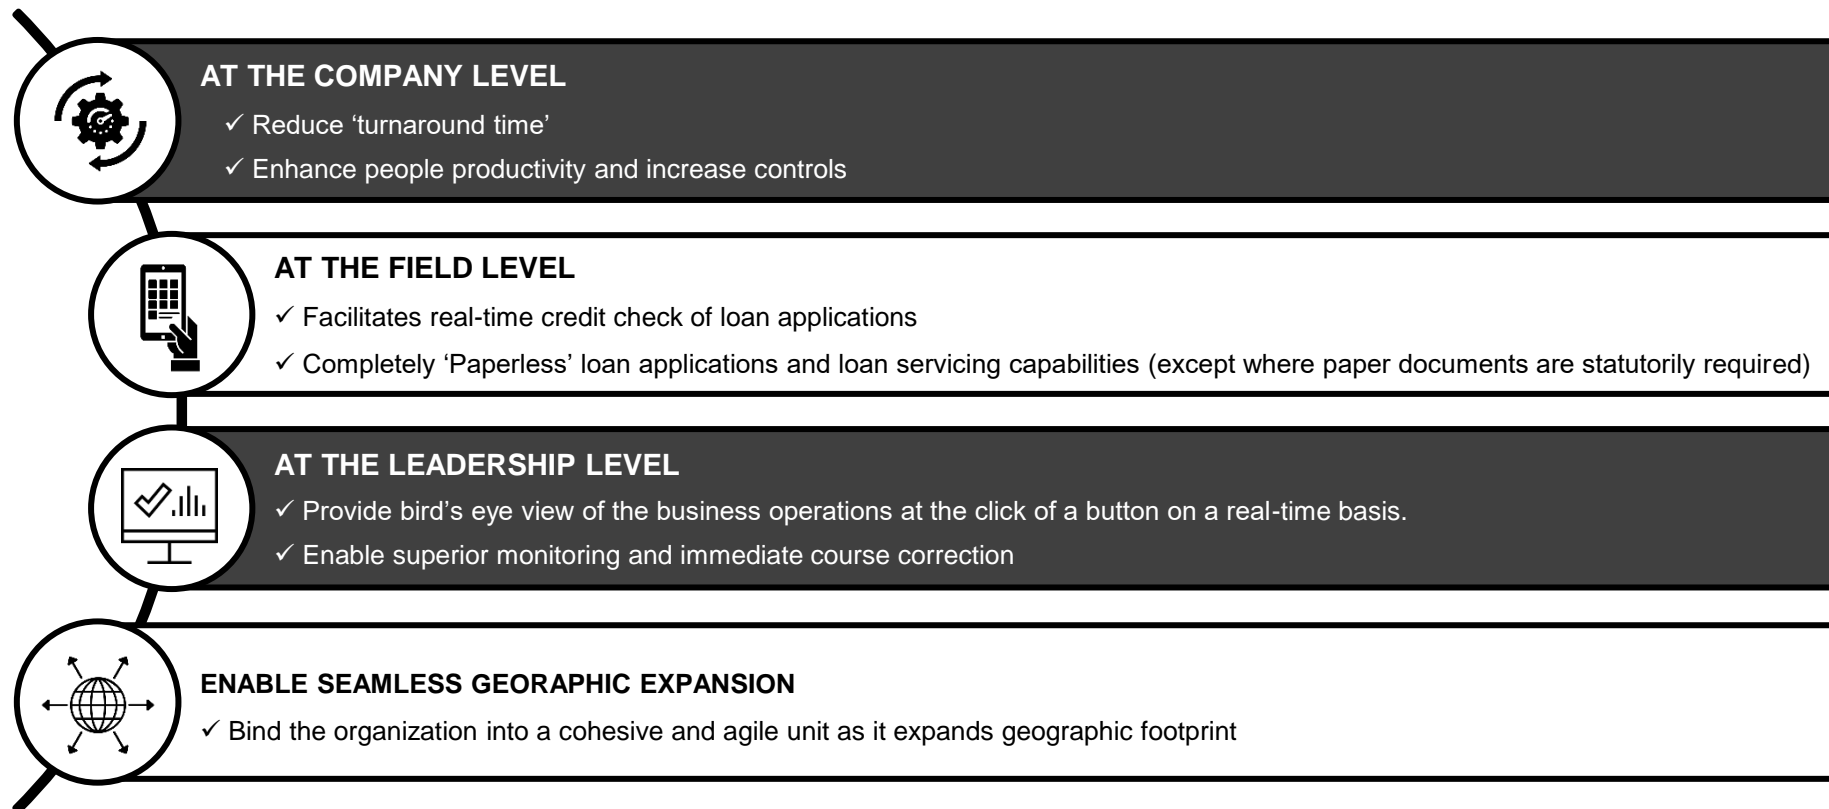 AT THE COMPANY LEVEL
✓ Reduce ‘turnaround time’
✓ Enhance people productivity and increase controls
AT THE FIELD LEVEL
✓ Facilitates real-time credit check of loan applications
✓ Completely ‘Paperless’ loan applications and loan servicing capabilities (except where paper documents are statutorily required)
AT THE LEADERSHIP LEVEL
✓ Provide bird’s eye view of the business operations at the click of a button on a real-time basis.
✓ Enable superior monitoring and immediate course correction
ENABLE SEAMLESS GEORAPHIC EXPANSION
✓ Bind the organization into a cohesive and agile unit as it expands geographic footprint